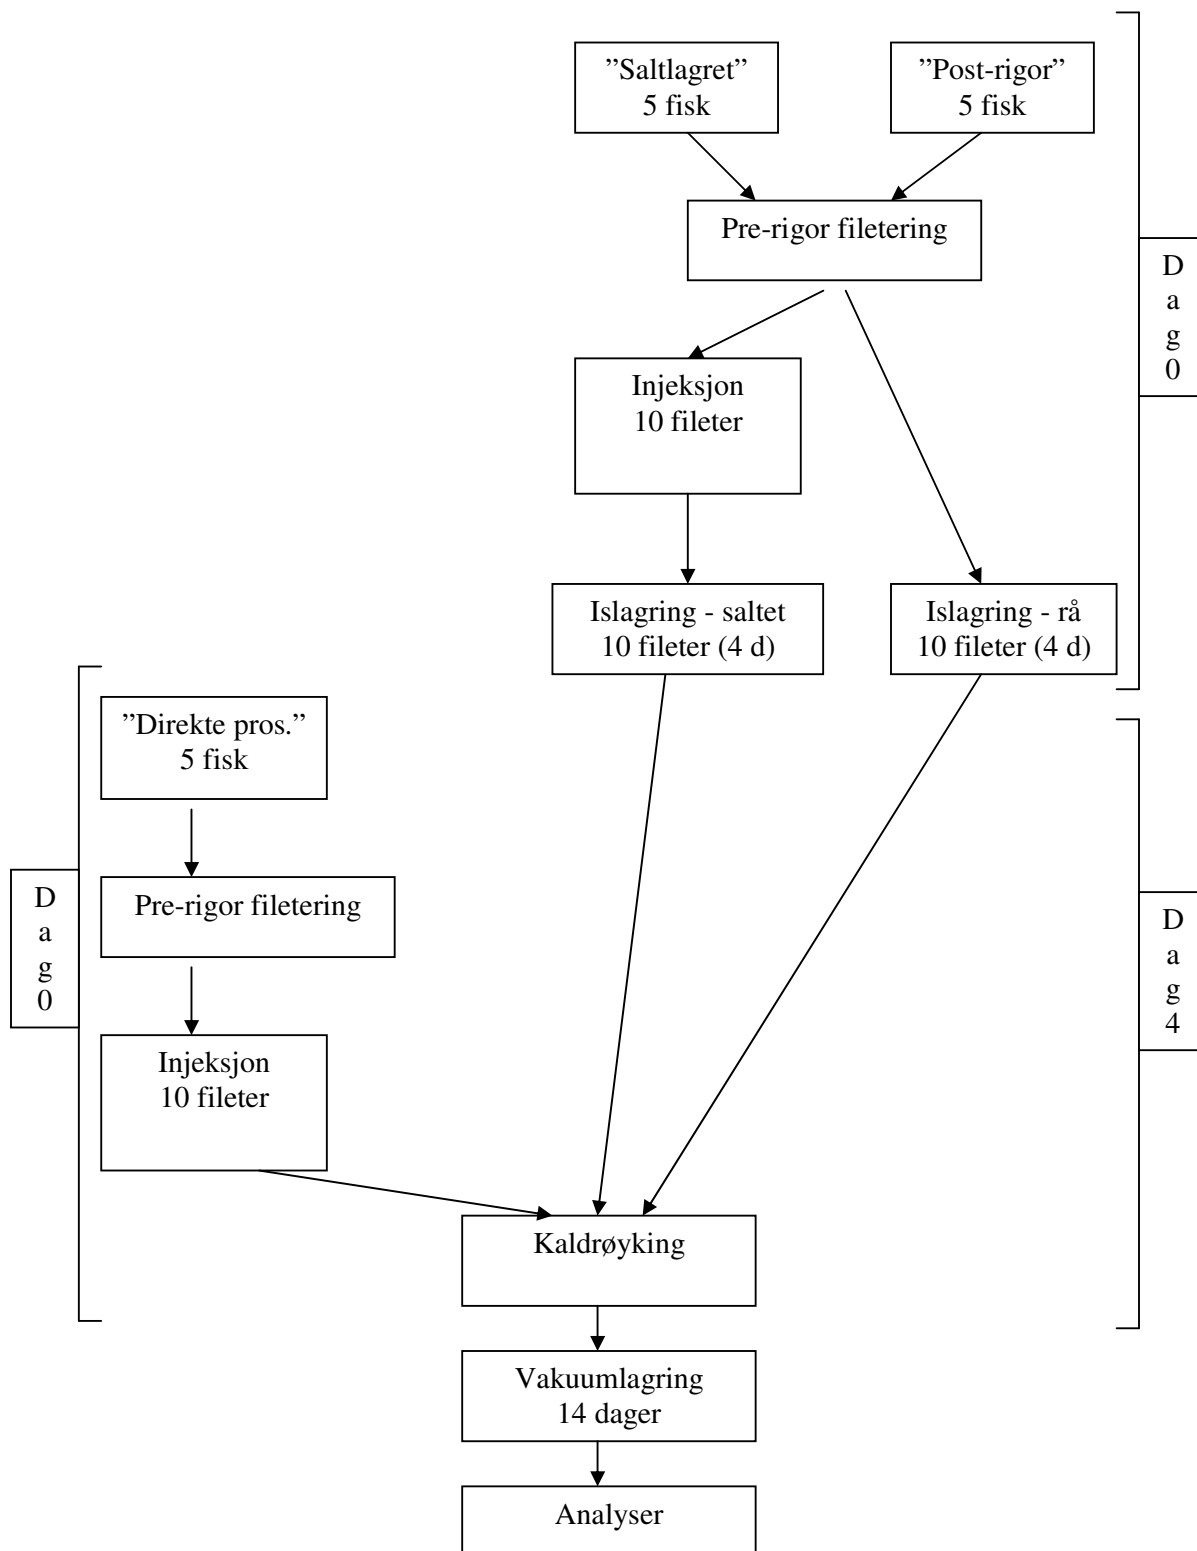 ”Saltlagret”
5 fisk
”Post-rigor”
5 fisk
Pre-rigor filetering
D
a
g
0
Injeksjon
10 fileter
Islagring - saltet
10 fileter (4 d)
Islagring - rå
10 fileter (4 d)
”Direkte pros.”
5 fisk
Pre-rigor filetering
D
a
g
0
D
a
g
4
Injeksjon
10 fileter
Kaldrøyking
Vakuumlagring
14 dager
Analyser